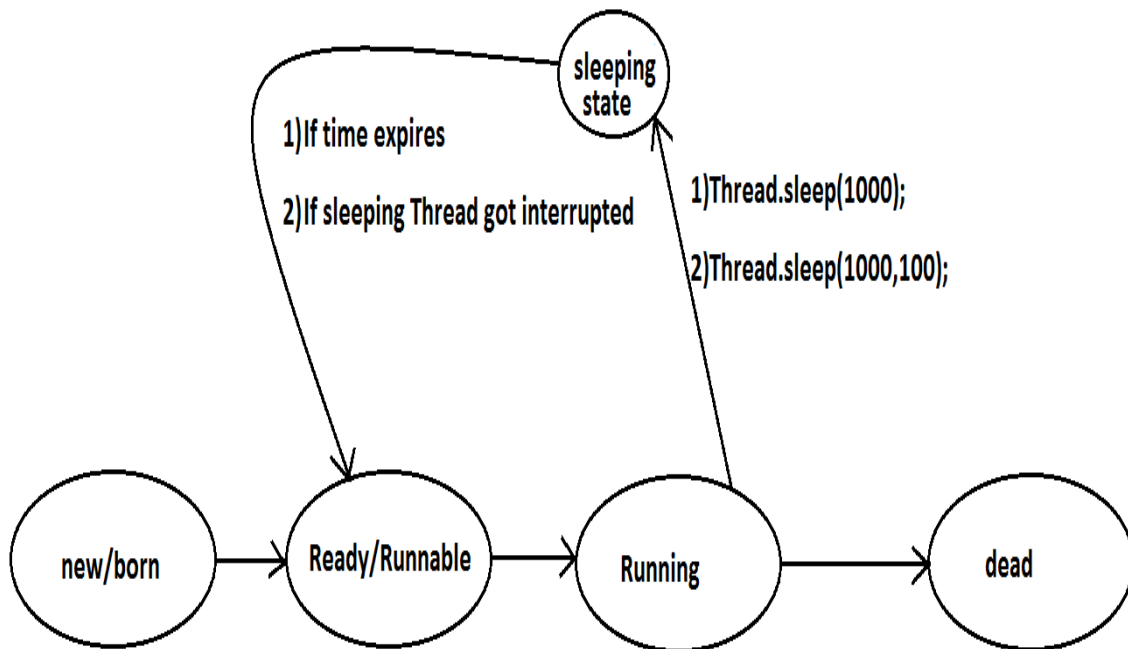 sleeping
state
1)If time expires
2)If sleeping Thread got interrupted
1)Thread.sleep(1000);
2)Thread.sleep(1000,100);
new/born
Ready/Runnable
Running
dead